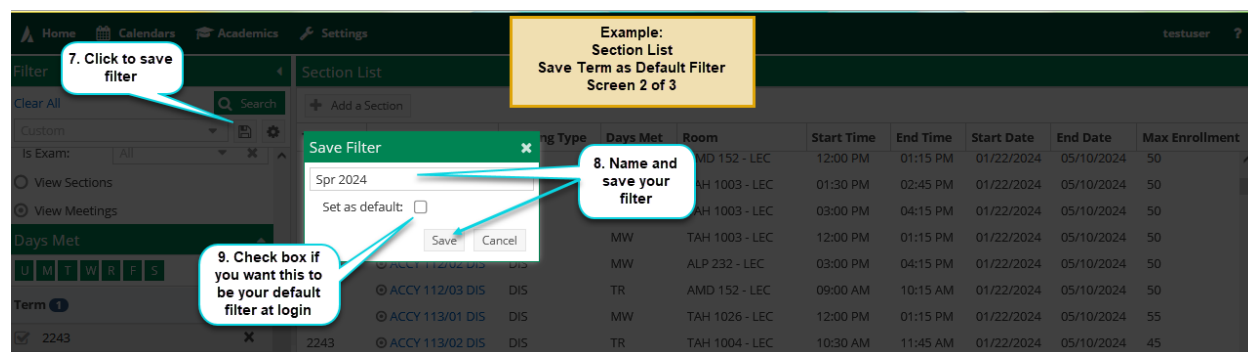 Home Calendars Academics Settings testuser ?
Example:
Section List
Save Term as Default Filter
Screen 2 of 3
7. Click to save
filter
Filter
Section List
Clear All Search
Add a Section
Custom
Is Exam: All
View Sections
View Meetings
Days Met
U M T W R F S
Term 1
2243
Save Filter
Spr 2024
Set as default:
Save Cancel
8. Name and
save your
filter
9. Check box if
you want this to
be your default
filter at login
ng Type Days Met Room Start Time End Time Start Date End Date Max Enrollment
MD 152 - LEC 12:00 PM 01:15 PM 01/22/2024 05/10/2024 50
AH 1003 - LEC 01:30 PM 02:45 PM 01/22/2024 05/10/2024 50
AH 1003 - LEC 03:00 PM 04:15 PM 01/22/2024 05/10/2024 50
MW TAH 1003 - LEC 12:00 PM 01:15 PM 01/22/2024 05/10/2024 50
ACCY 112/02 DIS DIS MW ALP 232 - LEC 03:00 PM 04:15 PM 01/22/2024 05/10/2024 50
ACCY 112/03 DIS DIS TR AMD 152 - LEC 09:00 AM 10:15 AM 01/22/2024 05/10/2024 50
ACCY 113/01 DIS DIS MW TAH 1026 - LEC 12:00 PM 01:15 PM 01/22/2024 05/10/2024 55
2243 ACCY 113/02 DIS DIS TR TAH 1004 - LEC 10:30 AM 11:45 AM 01/22/2024 05/10/2024 45